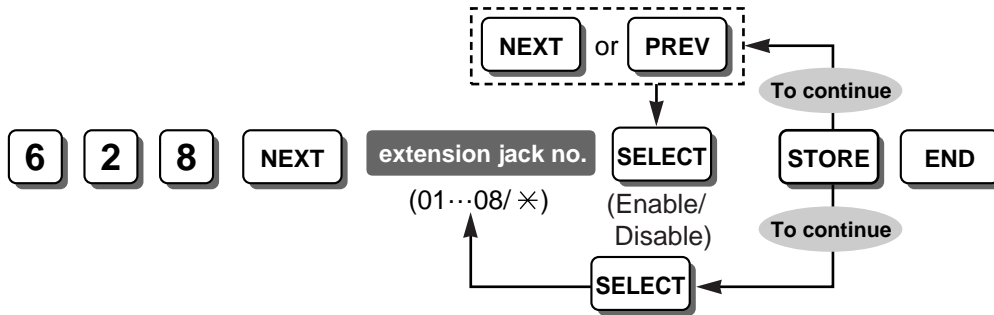 NEXT or PREV
To continue
6 2 8 NEXT extension jack no. SELECT STORE END
(01···08/ ✳) (Enable/
Disable)
To continue
SELECT